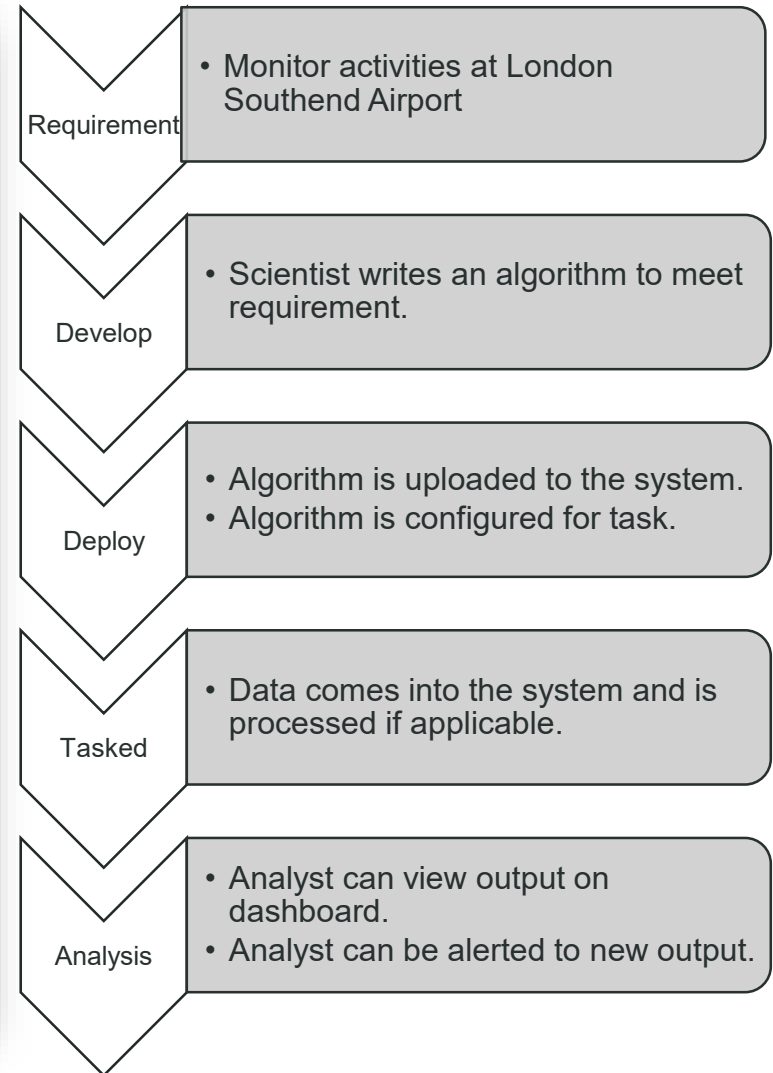 Requirement
• Monitor activities at London
Southend Airport
Develop
• Scientist writes an algorithm to meet
requirement.
Deploy
• Algorithm is uploaded to the system.
• Algorithm is configured for task.
Tasked
• Data comes into the system and is
processed if applicable.
Analysis
• Analyst can view output on
dashboard.
• Analyst can be alerted to new output.